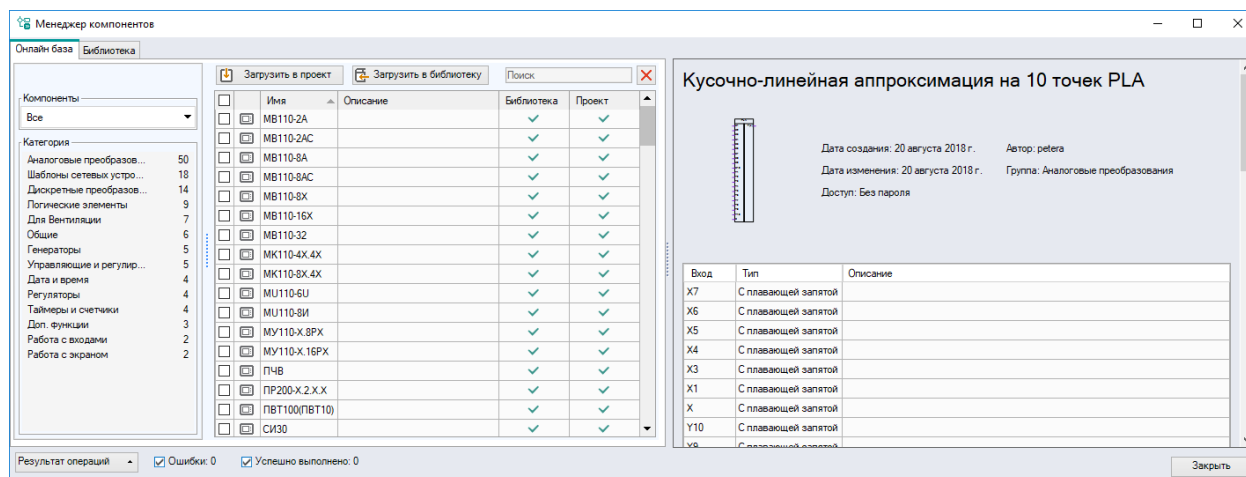 Менеджер компонентов
Онлайн база Библиотека
Загрузить в проект Загрузить в библиотеку Поиск
Компоненты
Все
Категория
Аналоговые преобразов... 50
Шаблоны сетевых устро... 18
Дискретные преобразов... 14
Логические элементы 9
Для Вентиляции 7
Общие 6
Генераторы 5
Управляющие и регулир... 5
Дата и время 4
Регуляторы 4
Таймеры и счетчики 4
Доп. функции 3
Работа с входами 2
Работа с экраном 2
Имя Описание Библиотека Проект
МВ110-2А
МВ110-2АС
МВ110-8А
МВ110-8АС
МВ110-8Х
МВ110-16Х
МВ110-32
МК110-4Х.4Х
МК110-8Х.4Х
MU110-6U
MU110-8И
МУ110-Х.8РХ
МУ110-Х.16РХ
ПЧВ
ПР200-Х.2.Х.Х
ПВТ100(ПВТ10)
СИ30
Кусочно-линейная аппроксимация на 10 точек PLA
Дата создания: 20 августа 2018 г. Автор: petera
Дата изменения: 20 августа 2018 г. Группа: Аналоговые преобразования
Доступ: Без пароля
Вход Тип Описание
X7 С плавающей запятой
X6 С плавающей запятой
X5 С плавающей запятой
X4 С плавающей запятой
X3 С плавающей запятой
X1 С плавающей запятой
X С плавающей запятой
Y10 С плавающей запятой
Y9 С плавающей запятой
Результат операций Ошибки: 0 Успешно выполнено: 0
Закрыть